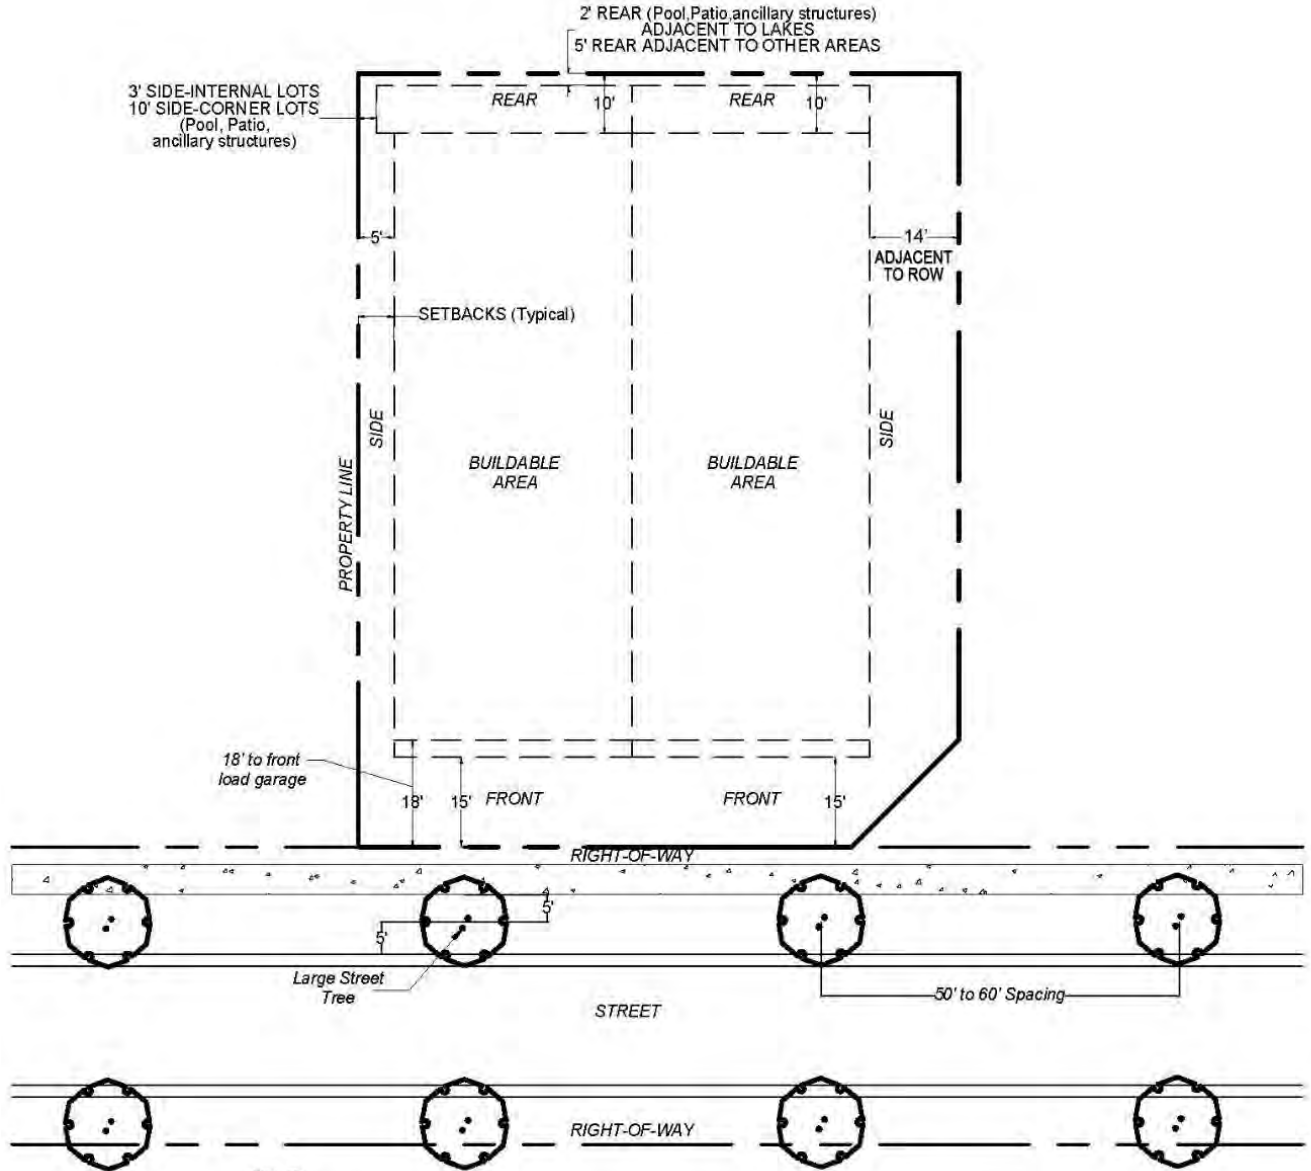 2' REAR (Pool,Patio,ancillary structures)
ADJACENT TO LAKES
5' REAR ADJACENT TO OTHER AREAS
3' SIDE-INTERNAL LOTS
10' SIDE-CORNER LOTS
(Pool, Patio,
ancillary structures)
REAR
10'
REAR
10'
5'
14'
ADJACENT
TO ROW
SETBACKS (Typical)
SIDE
SIDE
PROPERTY LINE
BUILDABLE
AREA
BUILDABLE
AREA
18' to front
load garage
18'
15'
FRONT
FRONT
15'
RIGHT-OF-WAY
5'
5'
Large Street
Tree
50' to 60' Spacing
STREET
RIGHT-OF-WAY